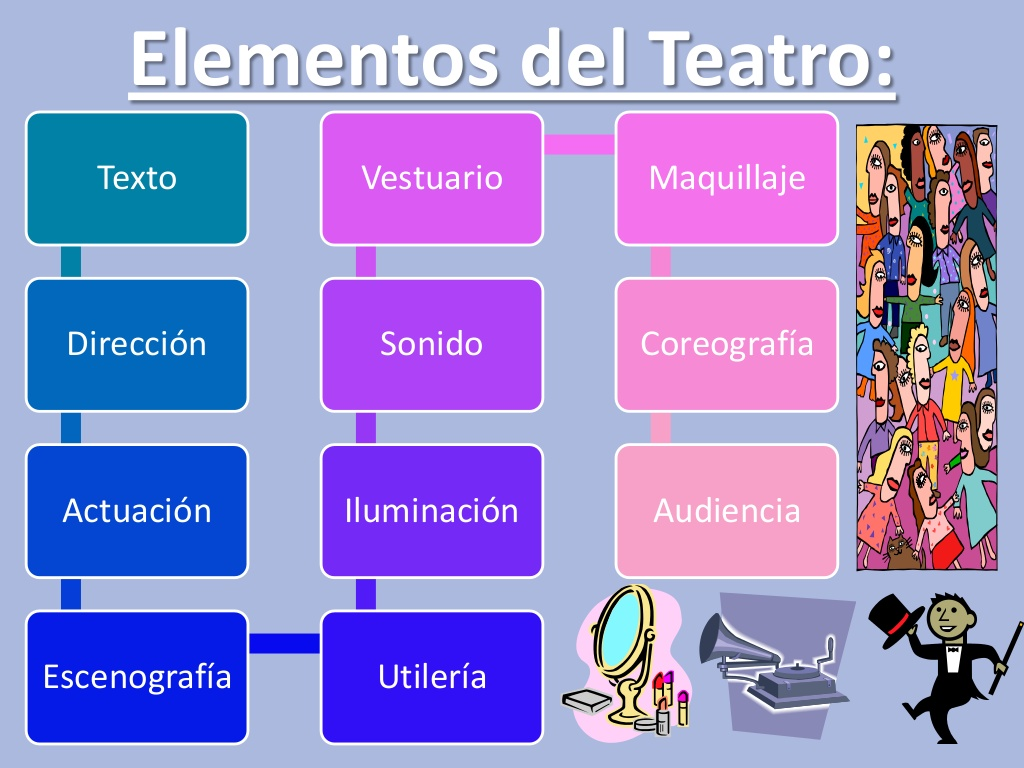 Elementos del Teatro:
Texto
Dirección
Actuación
Escenografía
Utilería
Iluminación
Sonido
Vestuario
Maquillaje
Coreografía
Audiencia